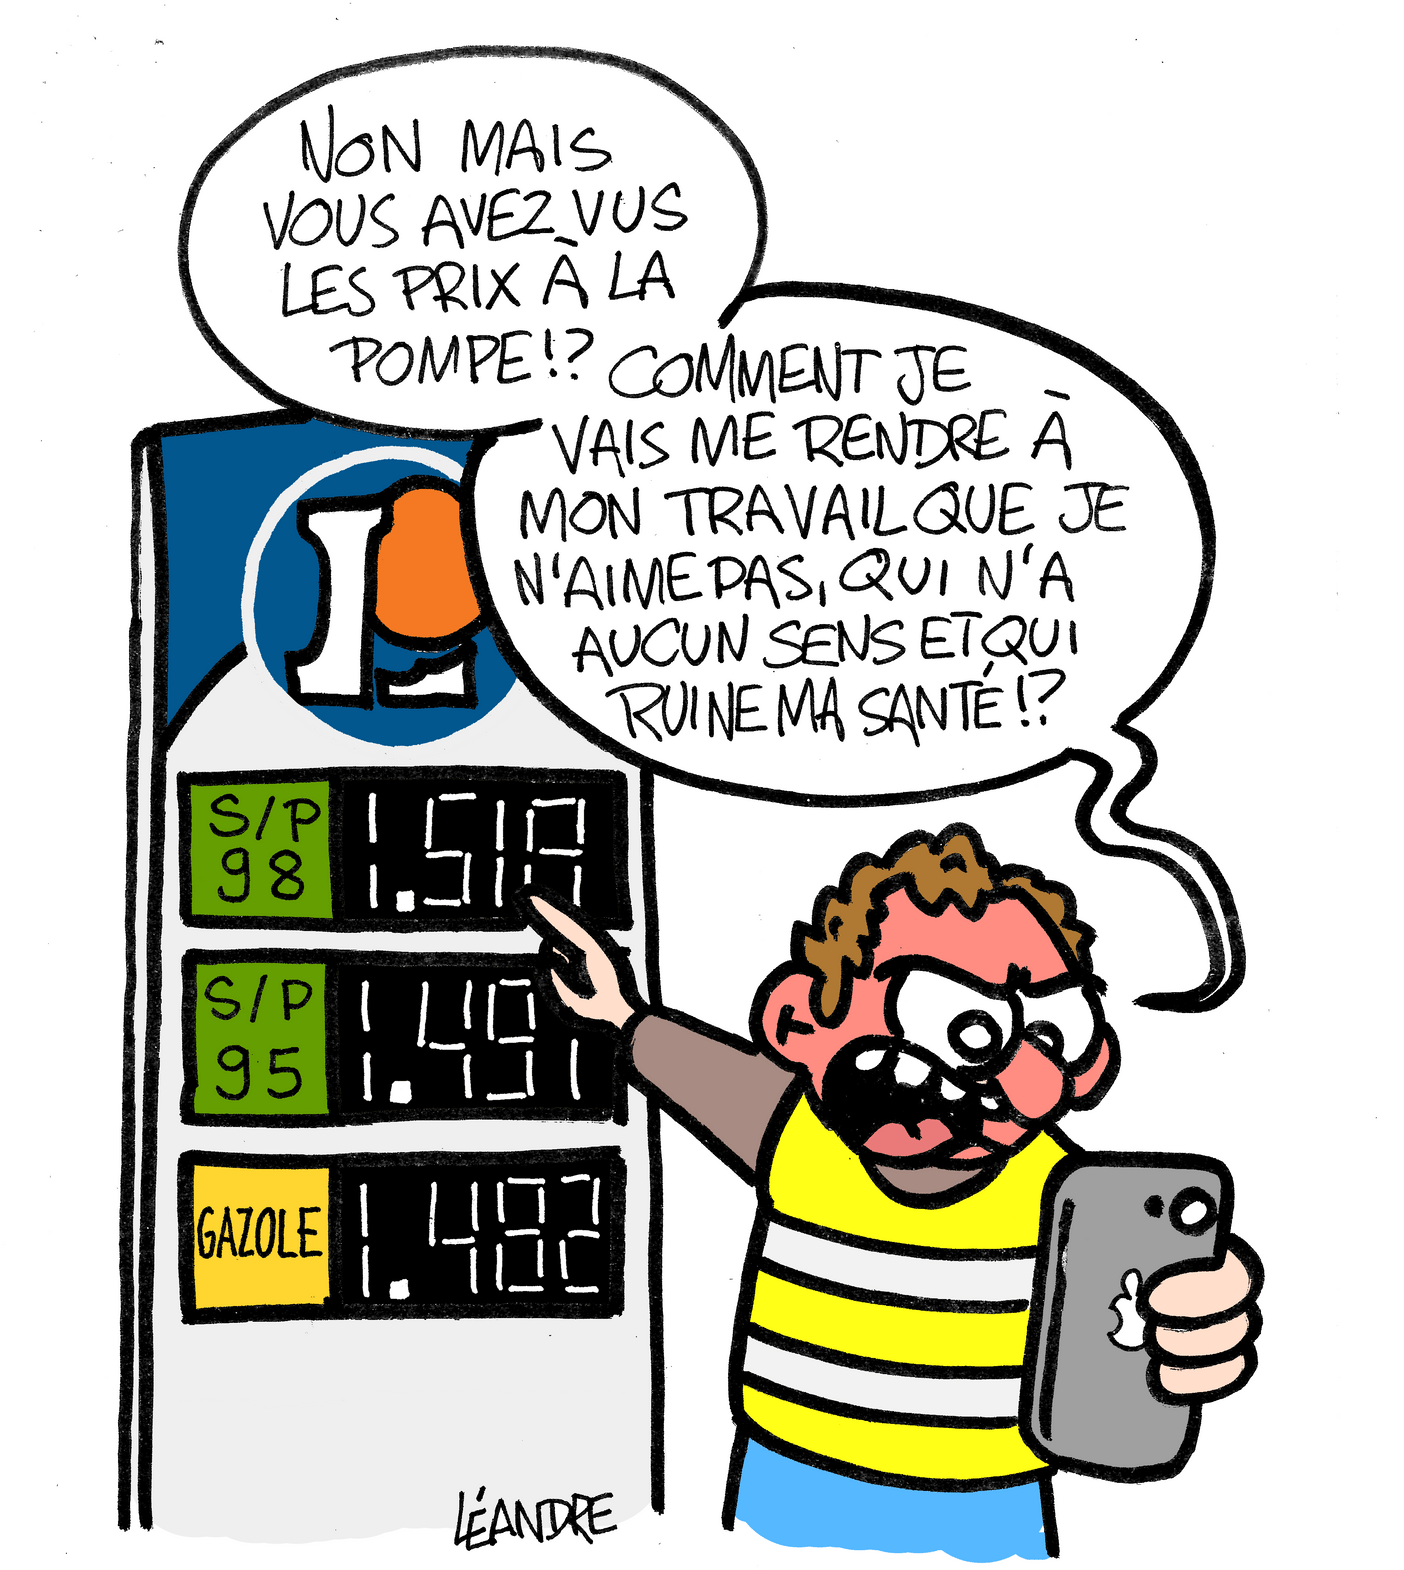 NON MAIS
VOUS AVEZ VUS
LES PRIX À LA
POMPE!?
COMMENT JE
VAIS ME RENDRE À
MON TRAVAIL QUE JE
N'AIME PAS, QUI N'A
AUCUN SENS ET QUI
RUINE MA SANTÉ!?
S/P
98
1.519
S/P
95
1.491
GAZOLE
1.482
LÉANDRE